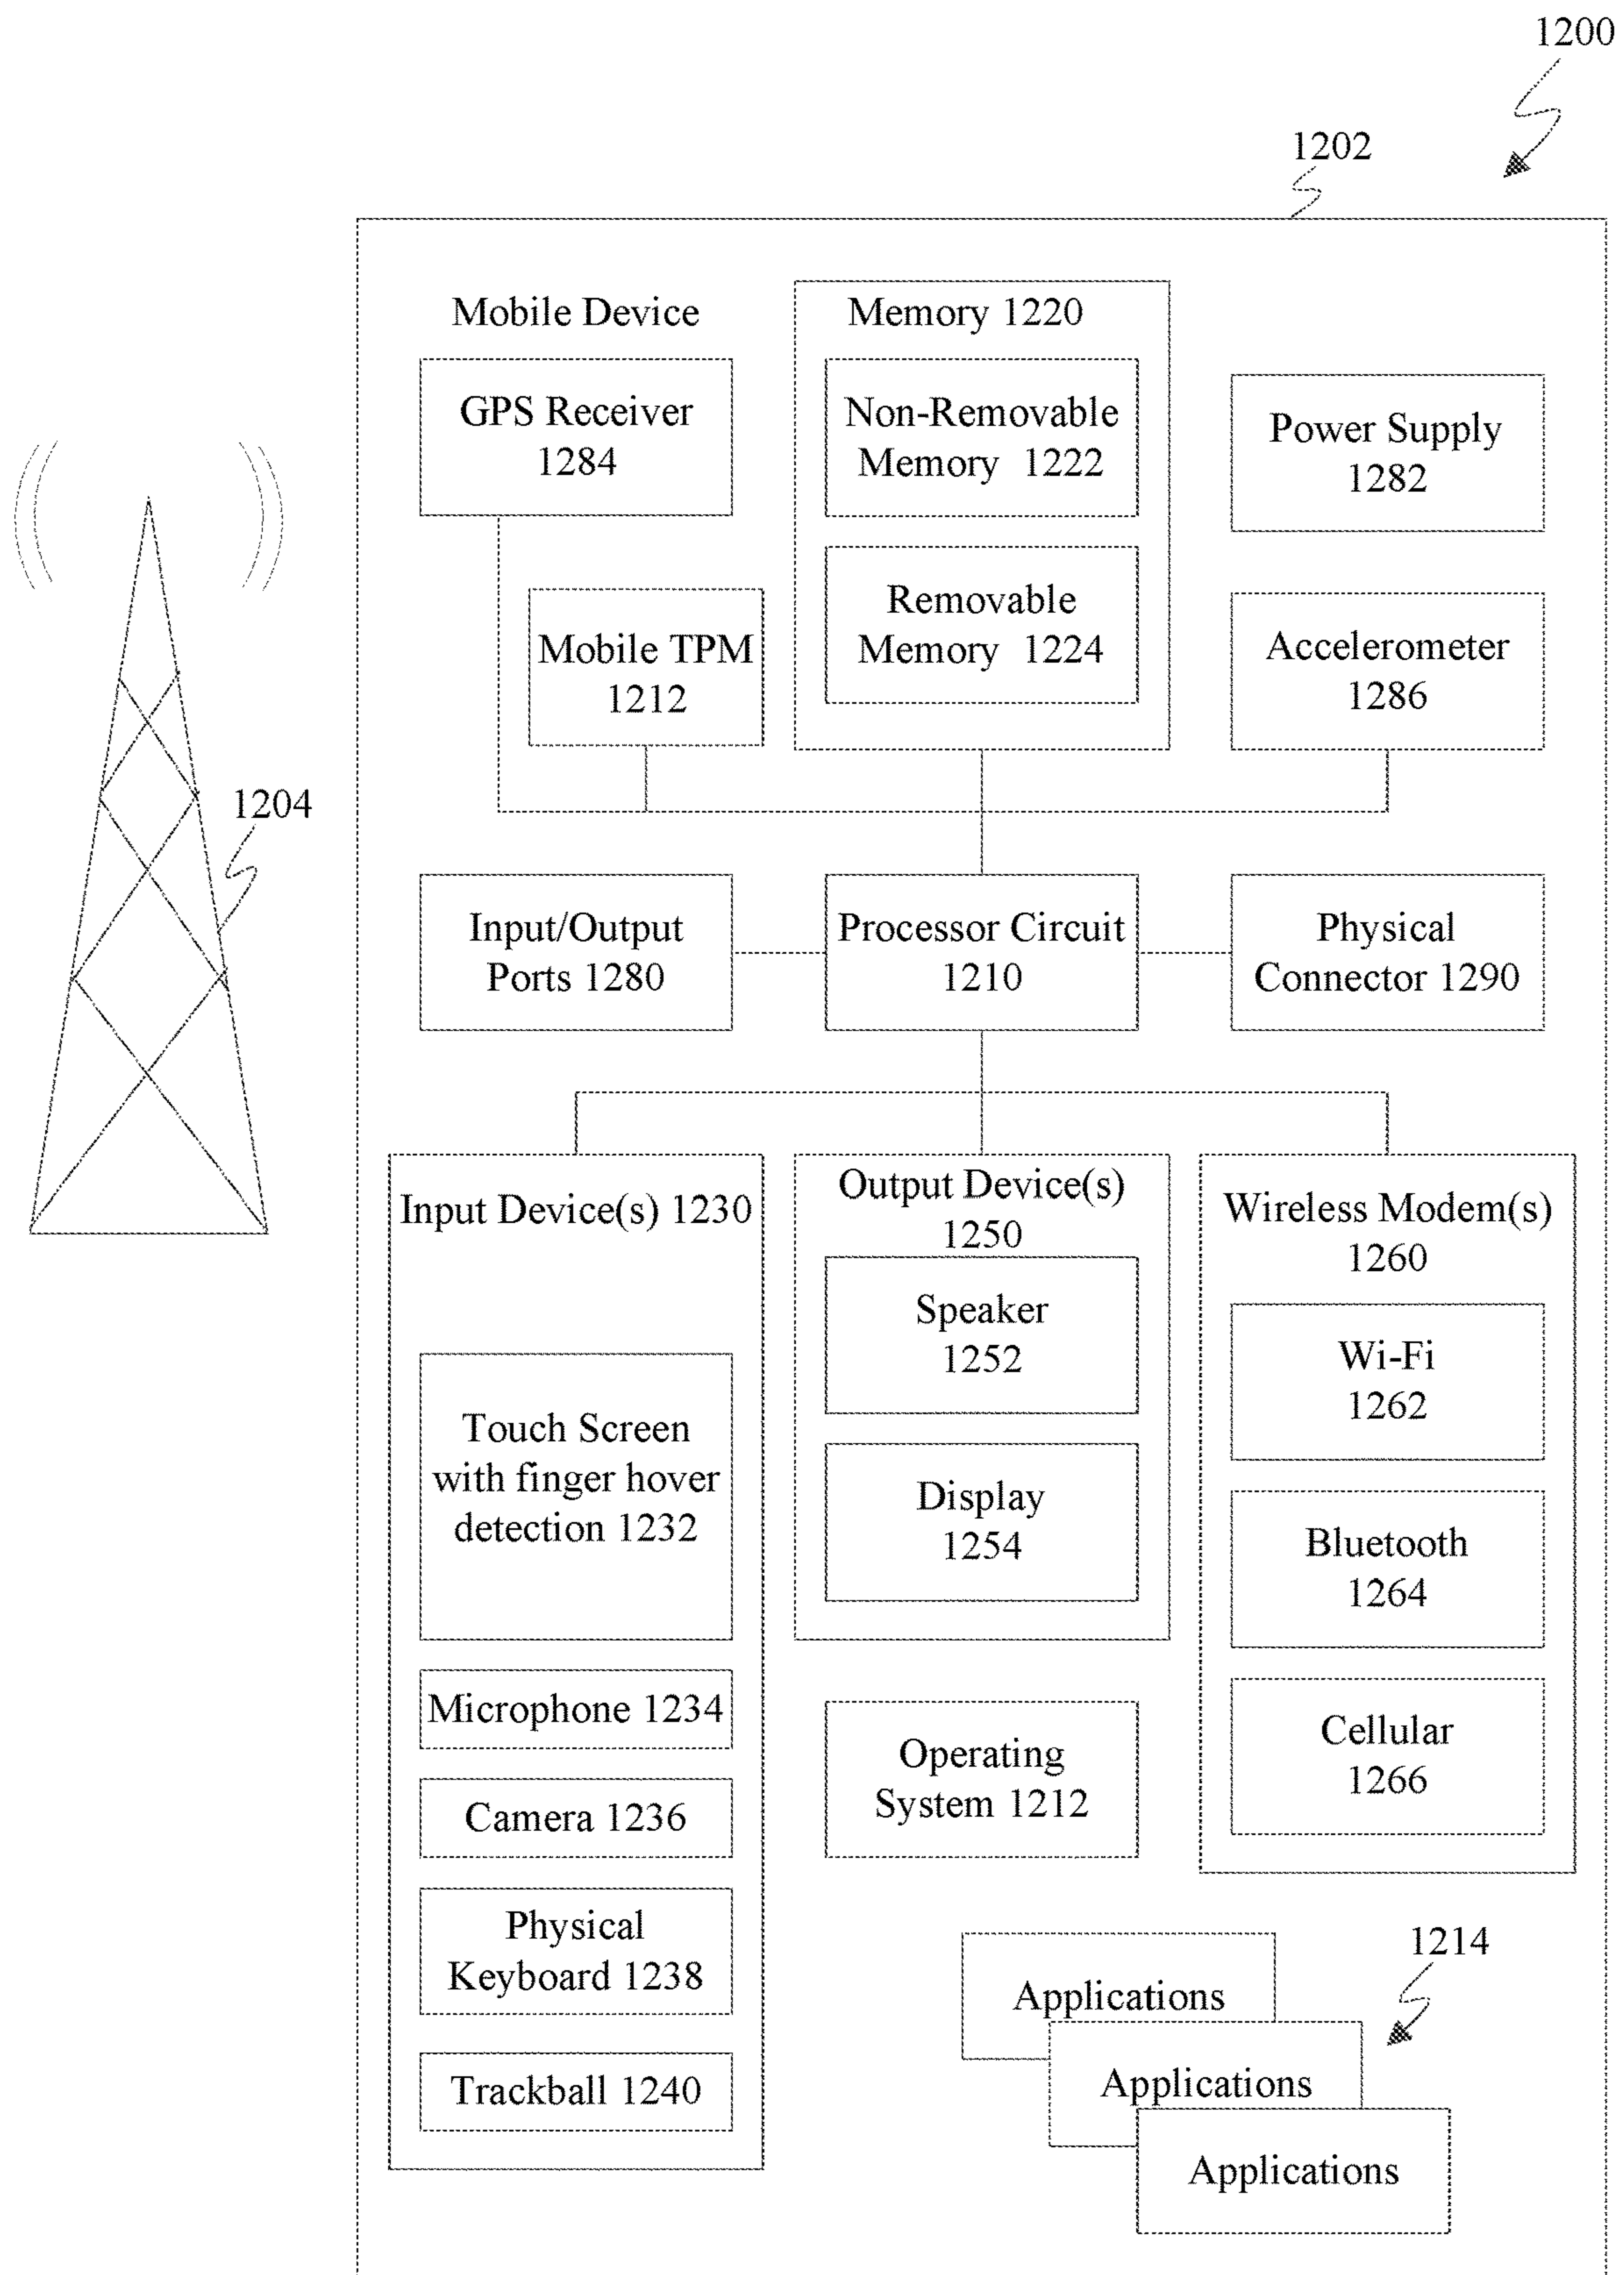 1200
1202
Mobile Device
GPS Receiver
1284
Memory 1220
Non-Removable
Memory 1222
Removable
Memory 1224
Power Supply
1282
Mobile TPM
1212
Accelerometer
1286
1204
Input/Output
Ports 1280
Processor Circuit
1210
Physical
Connector 1290
Input Device(s) 1230
Touch Screen
with finger hover
detection 1232
Microphone 1234
Camera 1236
Physical
Keyboard 1238
Trackball 1240
Output Device(s)
1250
Speaker
1252
Display
1254
Operating
System 1212
Wireless Modem(s)
1260
Wi-Fi
1262
Bluetooth
1264
Cellular
1266
1214
Applications
Applications
Applications